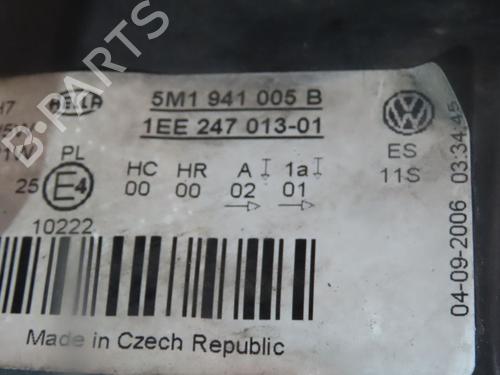 B-PARTS
H7
HELLA
5M1 941 005 B
1EE 247 013-01
PL
HC HR A 1a
ES
25 E4
00 00 02 01
11S
10222
Made in Czech Republic
04-09-2006 03:34:45